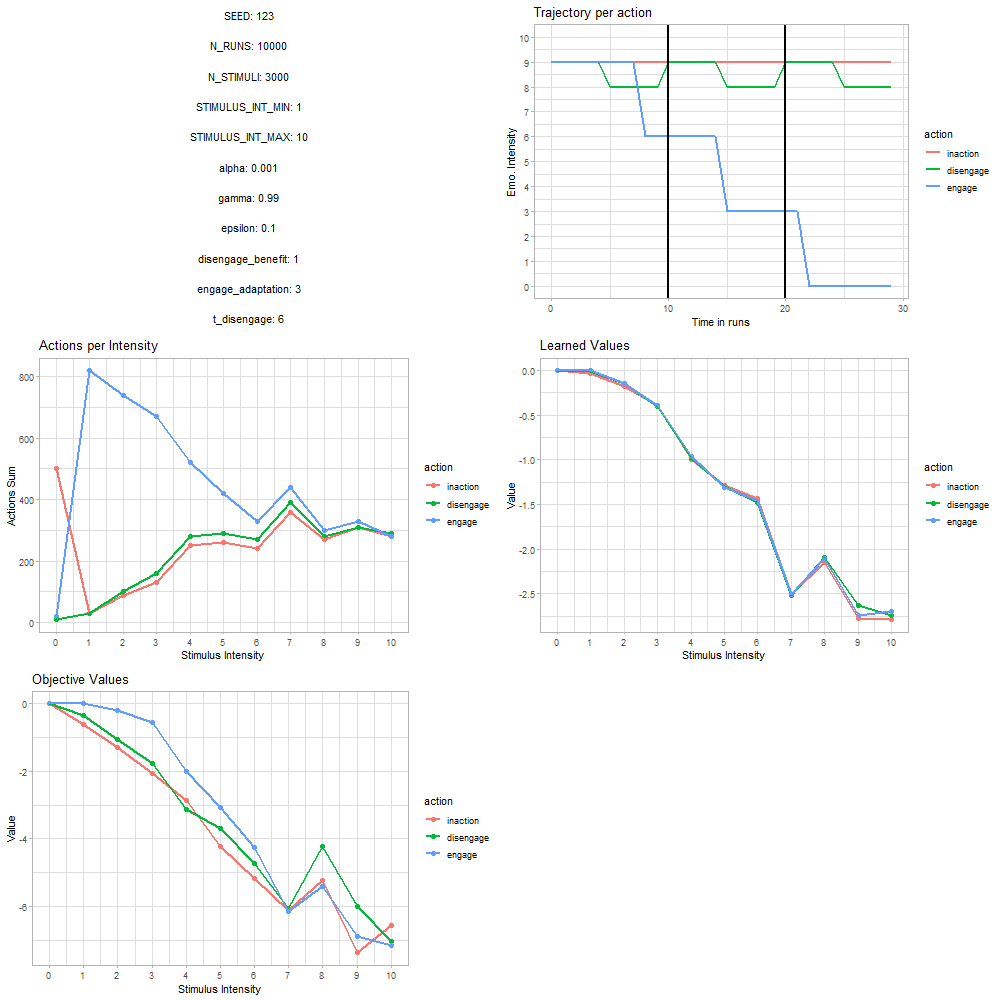 SEED: 123
N_RUNS: 10000
N_STIMULI: 3000
STIMULUS_INT_MIN: 1
STIMULUS_INT_MAX: 10
alpha: 0.001
gamma: 0.99
epsilon: 0.1
disengage_benefit: 1
engage_adaptation: 3
t_disengage: 6
Trajectory per action
10
9
8
7
6
5
4
3
2
1
0
Emo. Intensity
0 10 20 30
Time in runs
action
inaction
disengage
engage
Actions per Intensity
800
600
400
200
0
Actions Sum
0 1 2 3 4 5 6 7 8 9 10
Stimulus Intensity
action
inaction
disengage
engage
Learned Values
0.0
-0.5
-1.0
-1.5
-2.0
-2.5
Value
0 1 2 3 4 5 6 7 8 9 10
Stimulus Intensity
action
inaction
disengage
engage
Objective Values
0
-2
-4
-6
Value
0 1 2 3 4 5 6 7 8 9 10
Stimulus Intensity
action
inaction
disengage
engage